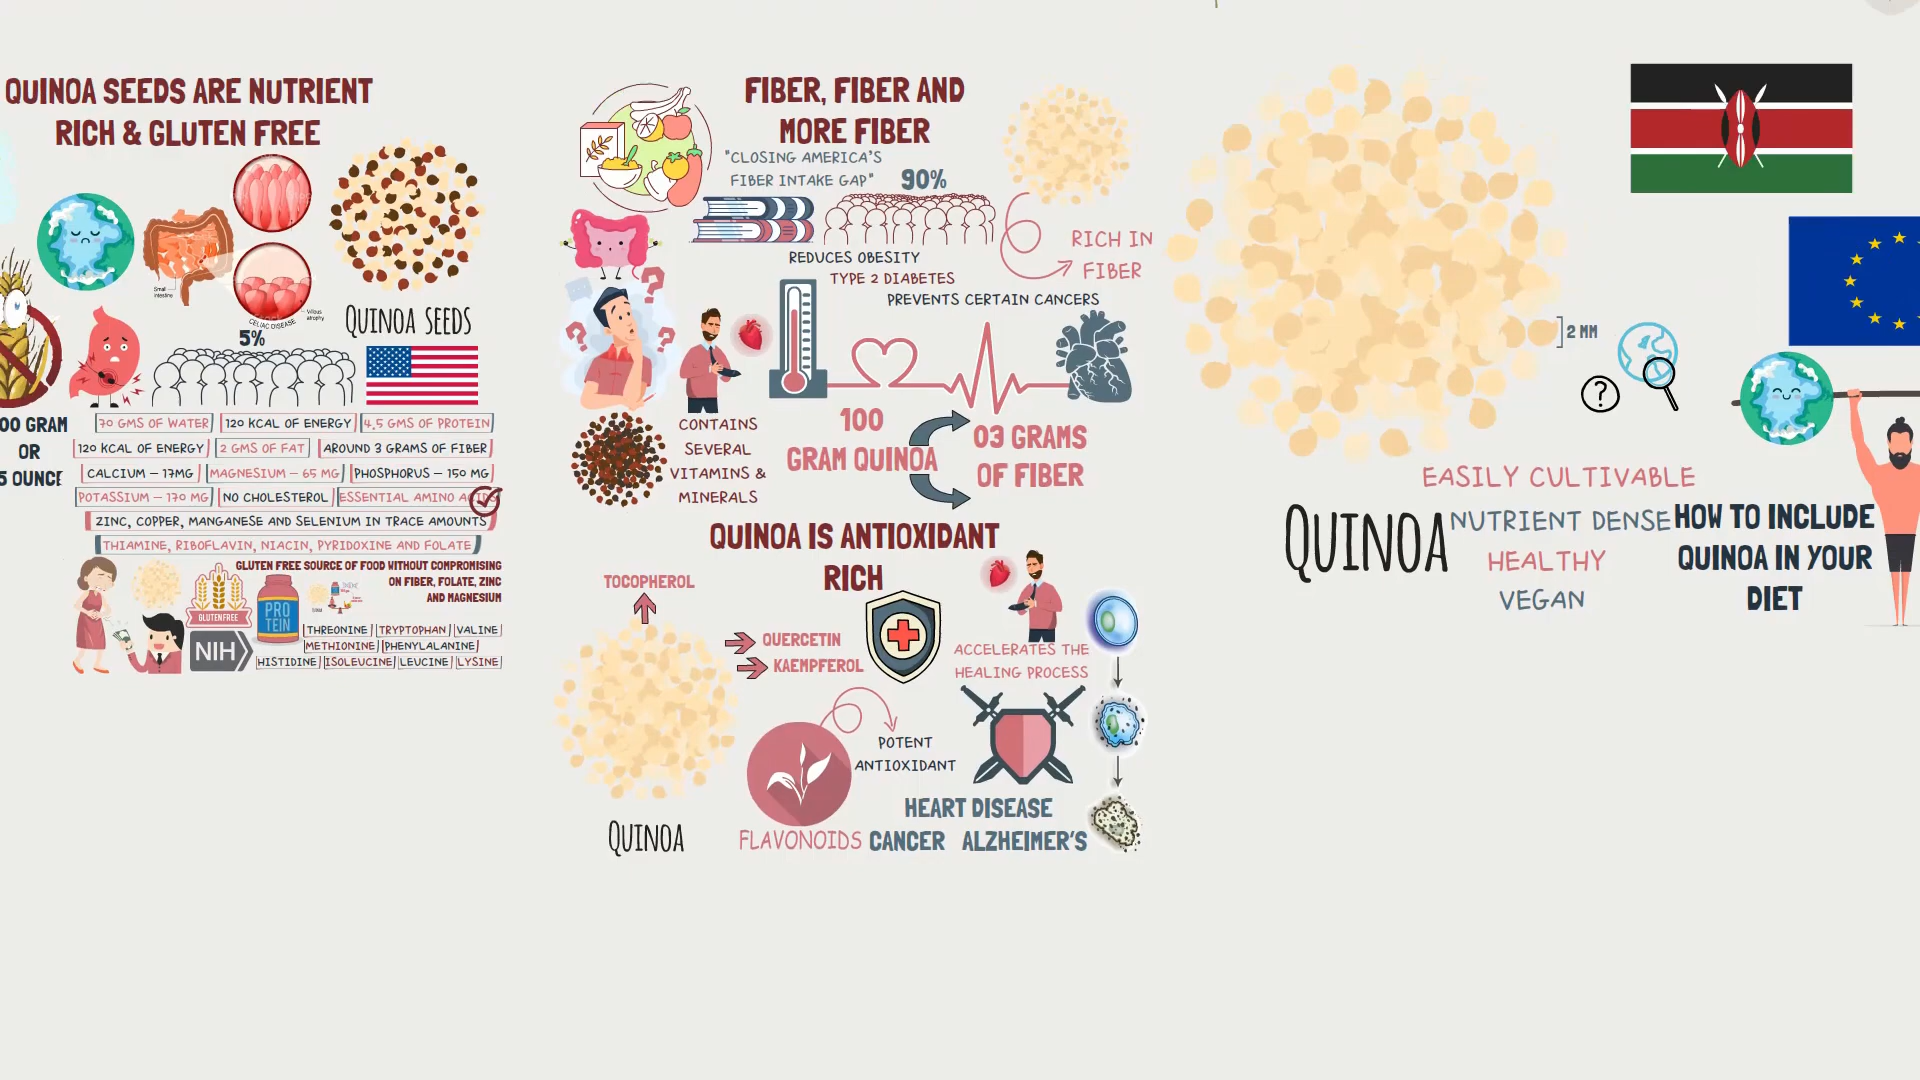 QUINOA SEEDS ARE NUTRIENT
RICH & GLUTEN FREE
Small
Intestine
CELIAC DISEASE
Villous
atrophy
QUINOA SEEDS
5%
00 GRAM
OR
5 OUNCE
70 GMS OF WATER
120 KCAL OF ENERGY
4.5 GMS OF PROTEIN
120 KCAL OF ENERGY
2 GMS OF FAT
AROUND 3 GRAMS OF FIBER
CALCIUM – 17MG
MAGNESIUM – 65 MG
PHOSPHORUS – 150 MG
POTASSIUM – 170 MG
NO CHOLESTEROL
ESSENTIAL AMINO ACIDS
ZINC, COPPER, MANGANESE AND SELENIUM IN TRACE AMOUNTS
THIAMINE, RIBOFLAVIN, NIACIN, PYRIDOXINE AND FOLATE
GLUTEN FREE SOURCE OF FOOD WITHOUT COMPROMISING
ON FIBER, FOLATE, ZINC
AND MAGNESIUM
GLUTENFREE
PRO
TEIN
NIH
THREONINE
TRYPTOPHAN
VALINE
METHIONINE
PHENYLALANINE
HISTIDINE
ISOLEUCINE
LEUCINE
LYSINE
FIBER, FIBER AND
MORE FIBER
"CLOSING AMERICA'S
FIBER INTAKE GAP"
90%
RICH IN
FIBER
REDUCES OBESITY
TYPE 2 DIABETES
PREVENTS CERTAIN CANCERS
CONTAINS
SEVERAL
VITAMINS &
MINERALS
100
GRAM QUINOA
03 GRAMS
OF FIBER
QUINOA IS ANTIOXIDANT
RICH
TOCOPHEROL
QUERCETIN
KAEMPFEROL
ACCELERATES THE
HEALING PROCESS
POTENT
ANTIOXIDANT
QUINOA
FLAVONOIDS
HEART DISEASE
CANCER
ALZHEIMER'S
2 MM
?
EASILY CULTIVABLE
QUINOA
NUTRIENT DENSE
HEALTHY
VEGAN
HOW TO INCLUDE
QUINOA IN YOUR
DIET